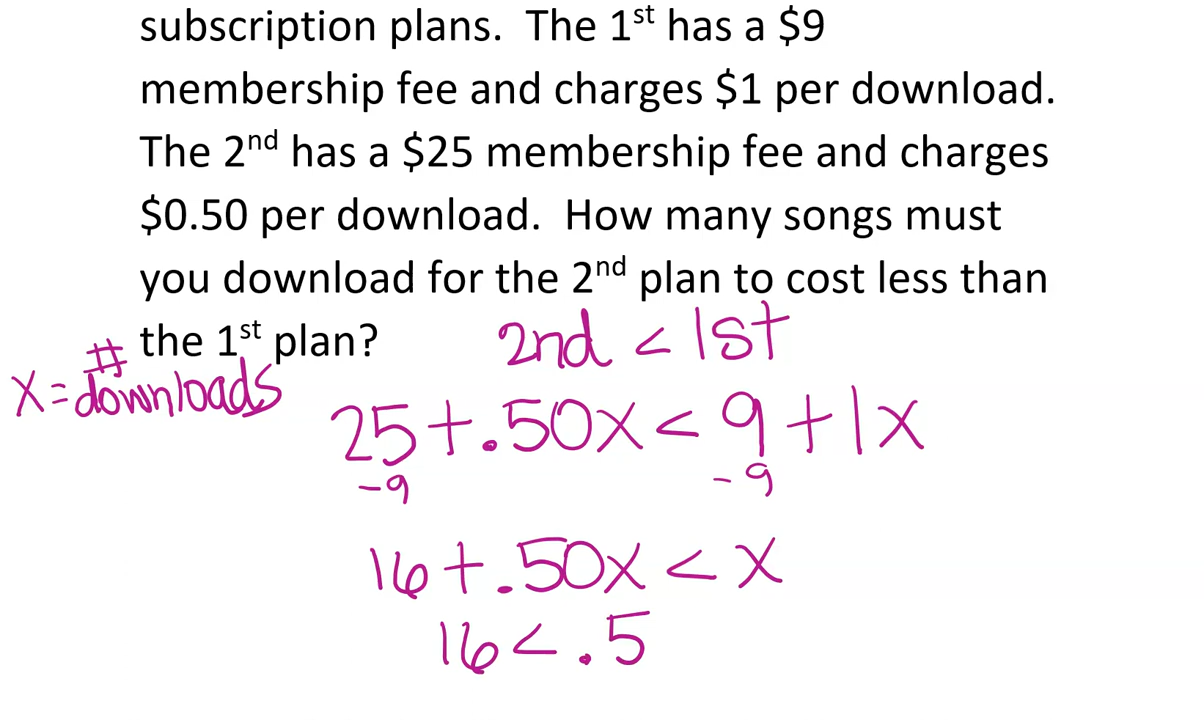 subscription plans. The 1st has a $9
membership fee and charges $1 per download.
The 2nd has a $25 membership fee and charges
$0.50 per download. How many songs must
you download for the 2nd plan to cost less than
the 1st plan?
2nd < 1st
x = # downloads
25 + .50x < 9 + 1x
-9 -9
16 + .50x < x
16 < .5